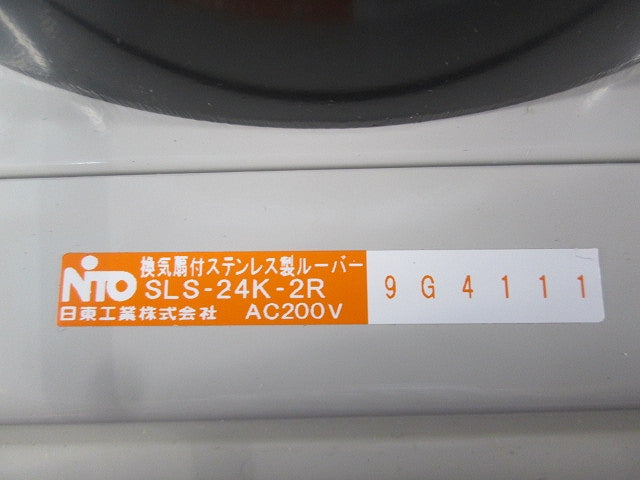 NITO
換気扇付ステンレス製ルーバー
SLS-24K-2R
日東工業株式会社 AC200V
9G4111